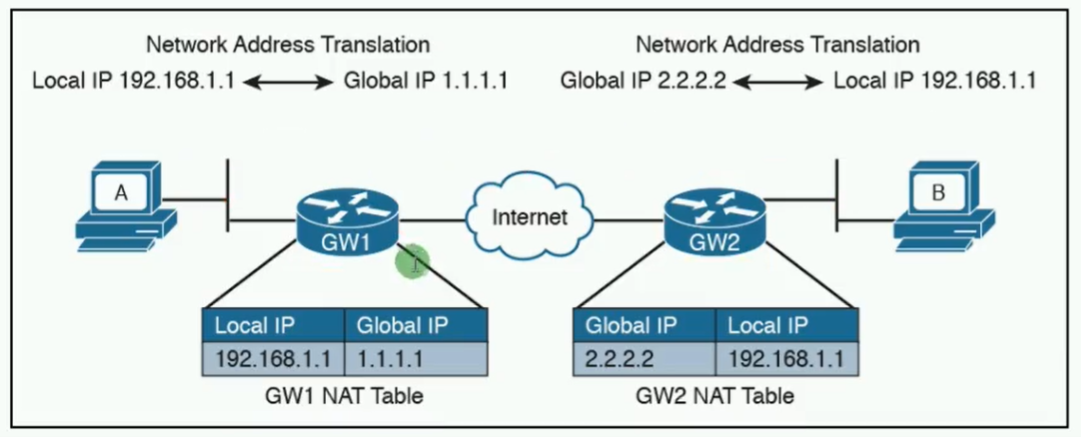 Network Address Translation
Local IP 192.168.1.1 Global IP 1.1.1.1
Network Address Translation
Global IP 2.2.2.2 Local IP 192.168.1.1
A
GW1
Internet
GW2
B
Local IP Global IP
192.168.1.1 1.1.1.1
GW1 NAT Table
Global IP Local IP
2.2.2.2 192.168.1.1
GW2 NAT Table